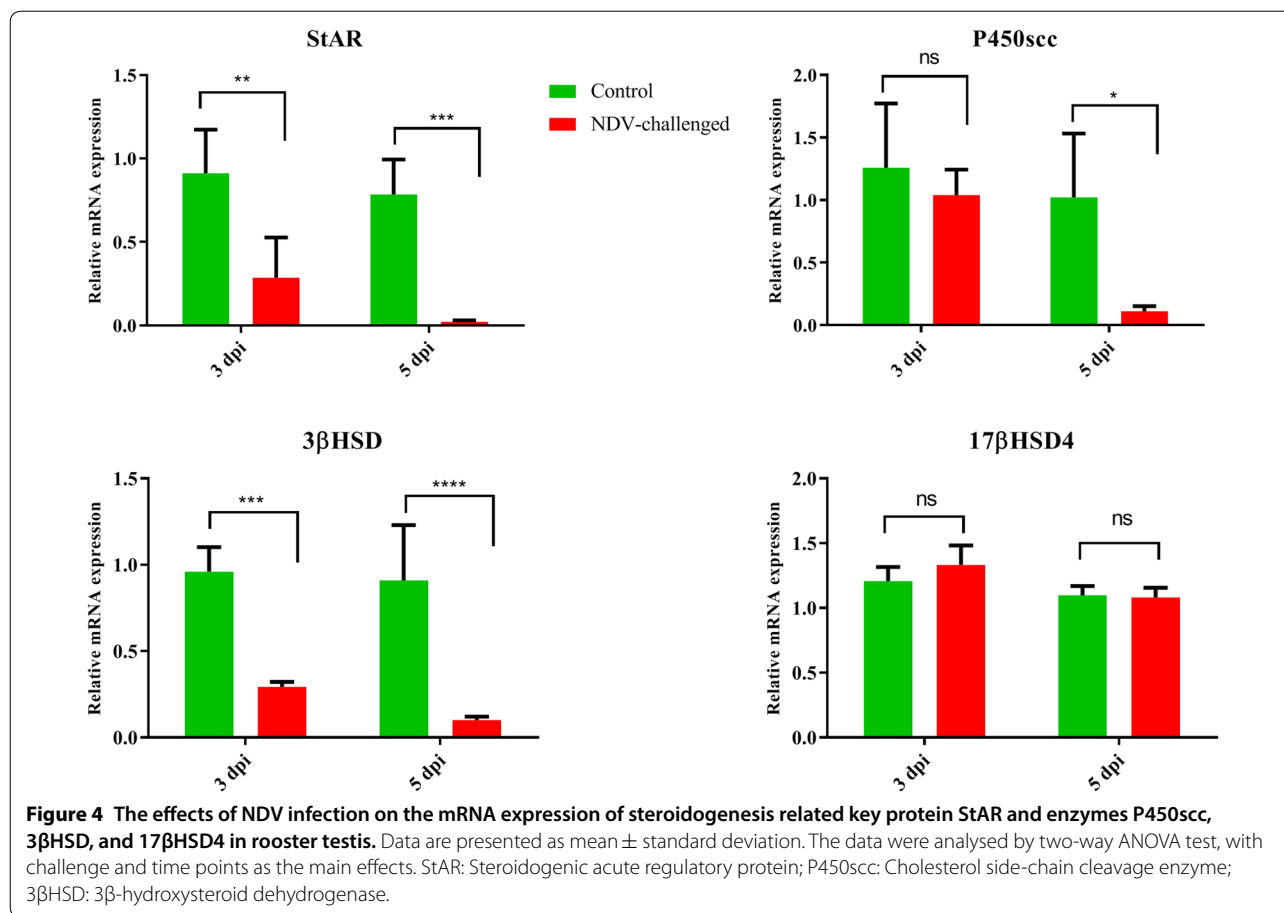 StAR
Relative mRNA expression
1.5
1.0
0.5
0.0
**
***
3 dpi
5 dpi
Control
NDV-challenged
P450scc
Relative mRNA expression
2.0
1.5
1.0
0.5
0.0
ns
*
3 dpi
5 dpi
3βHSD
Relative mRNA expression
1.5
1.0
0.5
0.0
***
****
3 dpi
5 dpi
17βHSD4
Relative mRNA expression
2.0
1.5
1.0
0.5
0.0
ns
ns
3 dpi
5 dpi
Figure 4 The effects of NDV infection on the mRNA expression of steroidogenesis related key protein StAR and enzymes P450scc,
3βHSD, and 17βHSD4 in rooster testis. Data are presented as mean ± standard deviation. The data were analysed by two-way ANOVA test, with
challenge and time points as the main effects. StAR: Steroidogenic acute regulatory protein; P450scc: Cholesterol side-chain cleavage enzyme;
3βHSD: 3β-hydroxysteroid dehydrogenase.